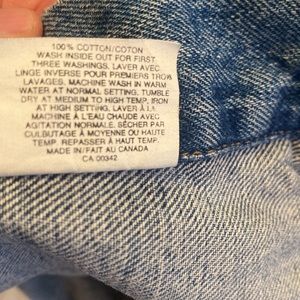 100% COTTON/COTON
WASH INSIDE OUT FOR FIRST
THREE WASHINGS. LAVER AVEC
LINGE INVERSE POUR PREMIERS TROIS
LAVAGES. MACHINE WASH IN WARM
WATER AT NORMAL SETTING, TUMBLE
DRY AT MEDIUM TO HIGH TEMP, IRON
AT HIGH TEMP. LAVER À LA
MACHINE À L'EAU CHAUDE AVEC
AGITATION NORMALE. SÉCHER PAR
CULBUTAGE À MOYENNE OU HAUTE
TEMP. REPASSER À HAUT TEMP.
MADE IN/FAIT AU CANADA
CA 00342